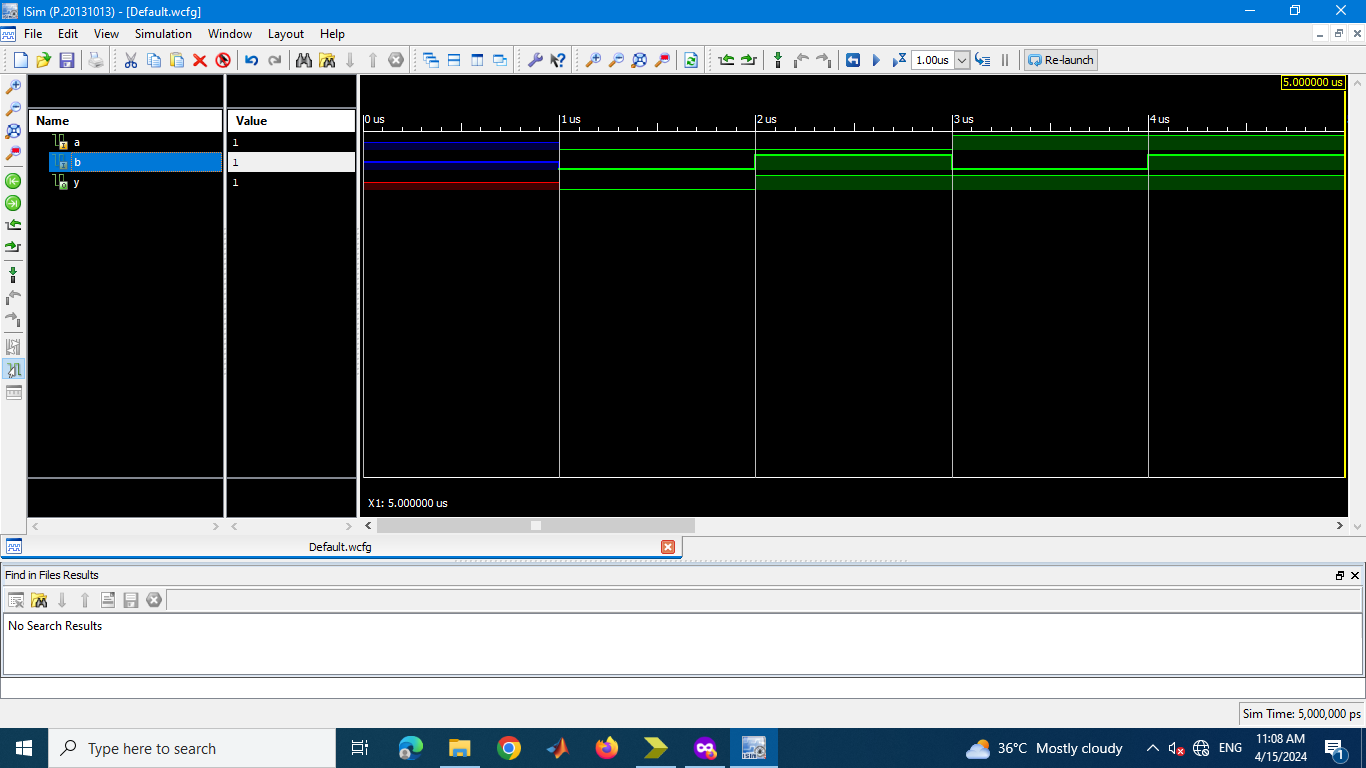 ISim (P.20131013) - [Default.wcfg]
File Edit View Simulation Window Layout Help
1.00us Re-launch
5.000000 us
Name Value
0 us 1 us 2 us 3 us 4 us
a 1
b 1
y 1
X1: 5.000000 us
Default.wcfg
Find in Files Results
No Search Results
Sim Time: 5,000,000 ps
Type here to search
36°C Mostly cloudy
ENG
11:08 AM
4/15/2024
1